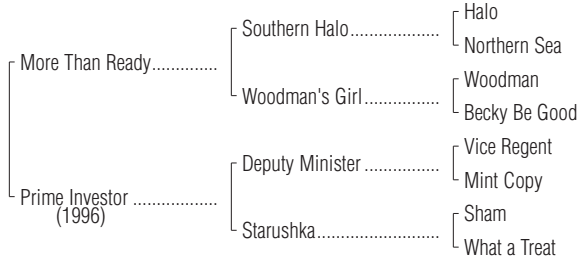 Halo
Southern Halo....................
Northern Sea
More Than Ready..............
Woodman
Woodman's Girl.................
Becky Be Good
Vice Regent
Deputy Minister .................
Mint Copy
Prime Investor ..................
(1996)
Sham
Starushka............................
What a Treat